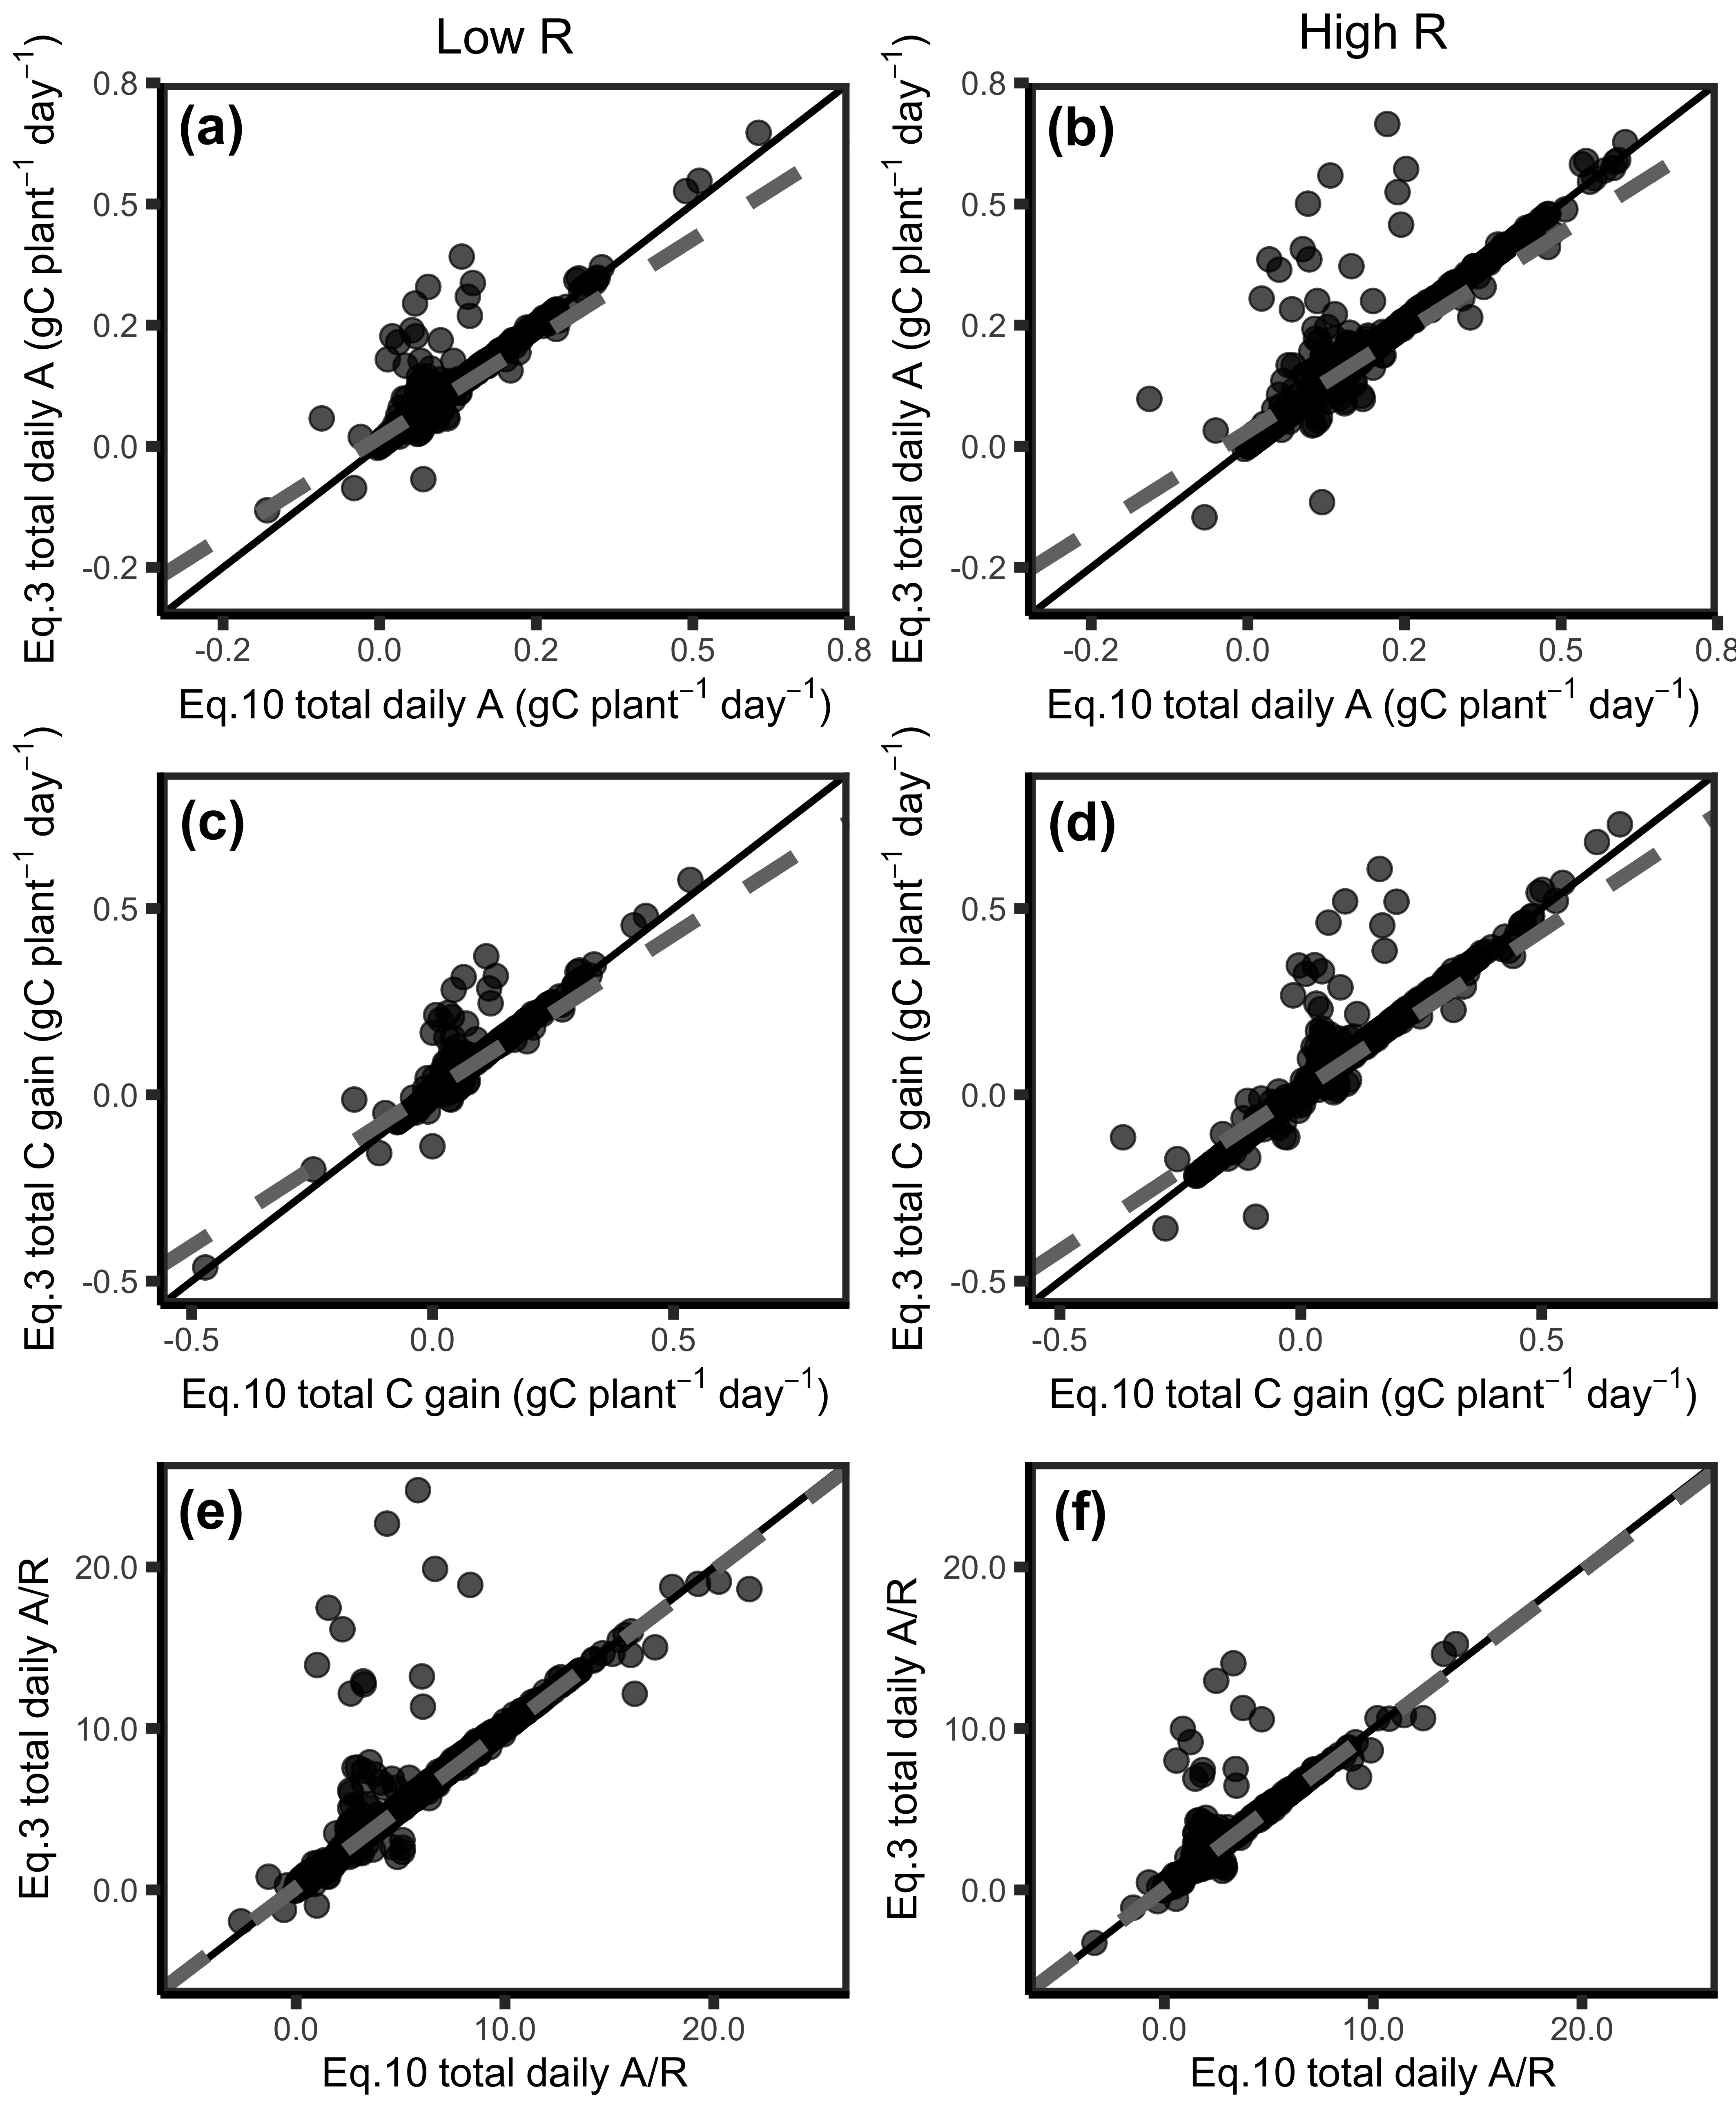 Low R
High R
(a)
Eq.3 total daily A (gC plant⁻¹ day⁻¹)
0.8
0.5
0.2
0.0
-0.2
-0.2 0.0 0.2 0.5 0.8
Eq.10 total daily A (gC plant⁻¹ day⁻¹)
(b)
Eq.3 total daily A (gC plant⁻¹ day⁻¹)
0.8
0.5
0.2
0.0
-0.2
-0.2 0.0 0.2 0.5 0.8
Eq.10 total daily A (gC plant⁻¹ day⁻¹)
(c)
Eq.3 total C gain (gC plant⁻¹ day⁻¹)
0.5
0.0
-0.5
-0.5 0.0 0.5
Eq.10 total C gain (gC plant⁻¹ day⁻¹)
(d)
Eq.3 total C gain (gC plant⁻¹ day⁻¹)
0.5
0.0
-0.5
-0.5 0.0 0.5
Eq.10 total C gain (gC plant⁻¹ day⁻¹)
(e)
Eq.3 total daily A/R
20.0
10.0
0.0
0.0 10.0 20.0
Eq.10 total daily A/R
(f)
Eq.3 total daily A/R
20.0
10.0
0.0
0.0 10.0 20.0
Eq.10 total daily A/R